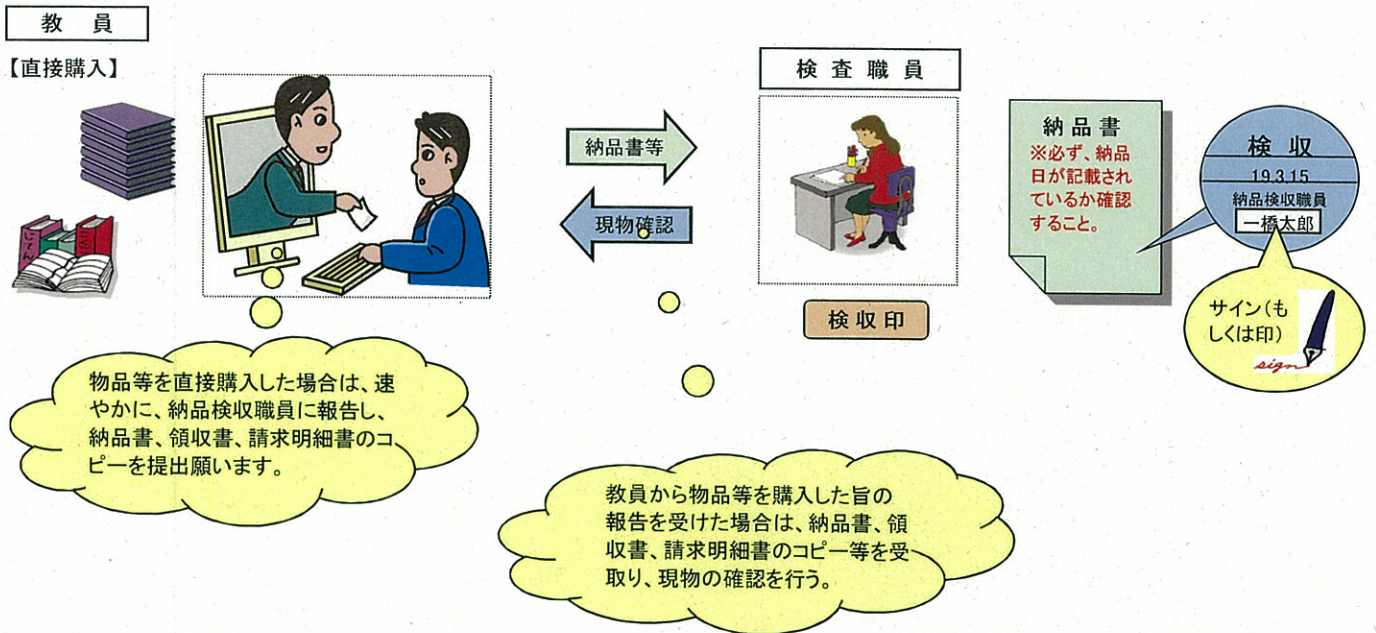 教 員
【直接購入】
検 査 職 員
納品書等
現物確認
検収印
納品書
※必ず、納品
日が記載され
ているか確認
すること。
検 収
19.3.15
納品検収職員
一橋太郎
サイン(も
しくは印)
sign
物品等を直接購入した場合は、速
やかに、納品検収職員に報告し、
納品書、領収書、請求明細書のコ
ピーを提出願います。
教員から物品等を購入した旨の
報告を受けた場合は、納品書、領
収書、請求明細書のコピー等を受
取り、現物の確認を行う。